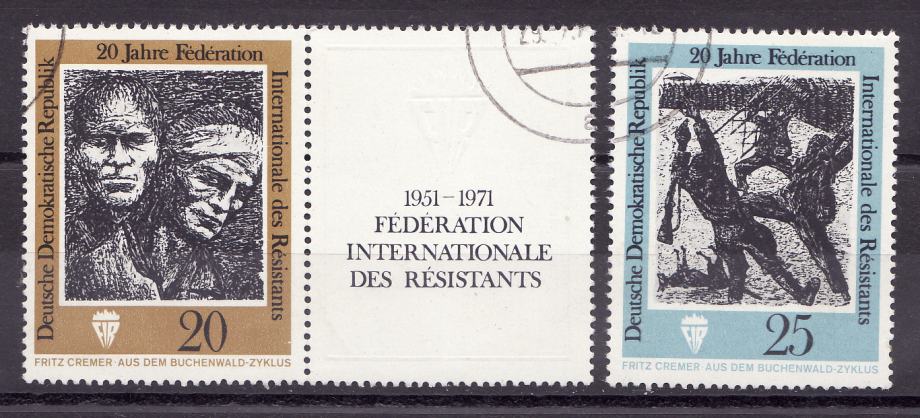 20 Jahre Fédération
Internationale des Résistants
Deutsche Demokratische Republik
FIR
20
FRITZ CREMER · AUS DEM BUCHENWALD-ZYKLUS
1951–1971
FÉDÉRATION
INTERNATIONALE
DES RÉSISTANTS
20 Jahre Fédération
Internationale des Résistants
Deutsche Demokratische Republik
FIR
25
FRITZ CREMER · AUS DEM BUCHENWALD-ZYKLUS